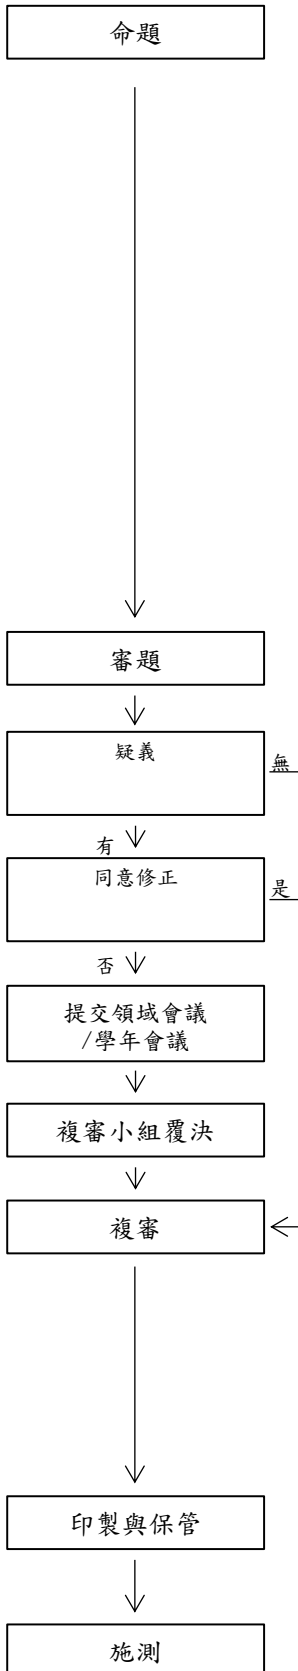 命題
審題
疑義
無
有
同意修正
是
否
提交領域會議
/學年會議
複審小組覆決
複審
印製與保管
施測